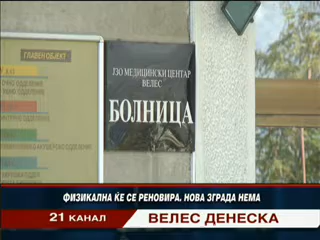 ГЛАВЕН ОБЈЕКТ
ЈЗО МЕДИЦИНСКИ ЦЕНТАР
ВЕЛЕС
БОЛНИЦА
ФИЗИКАЛНА ЌЕ СЕ РЕНОВИРА. НОВА ЗГРАДА НЕМА
21 КАНАЛ
ВЕЛЕС ДЕНЕСКА